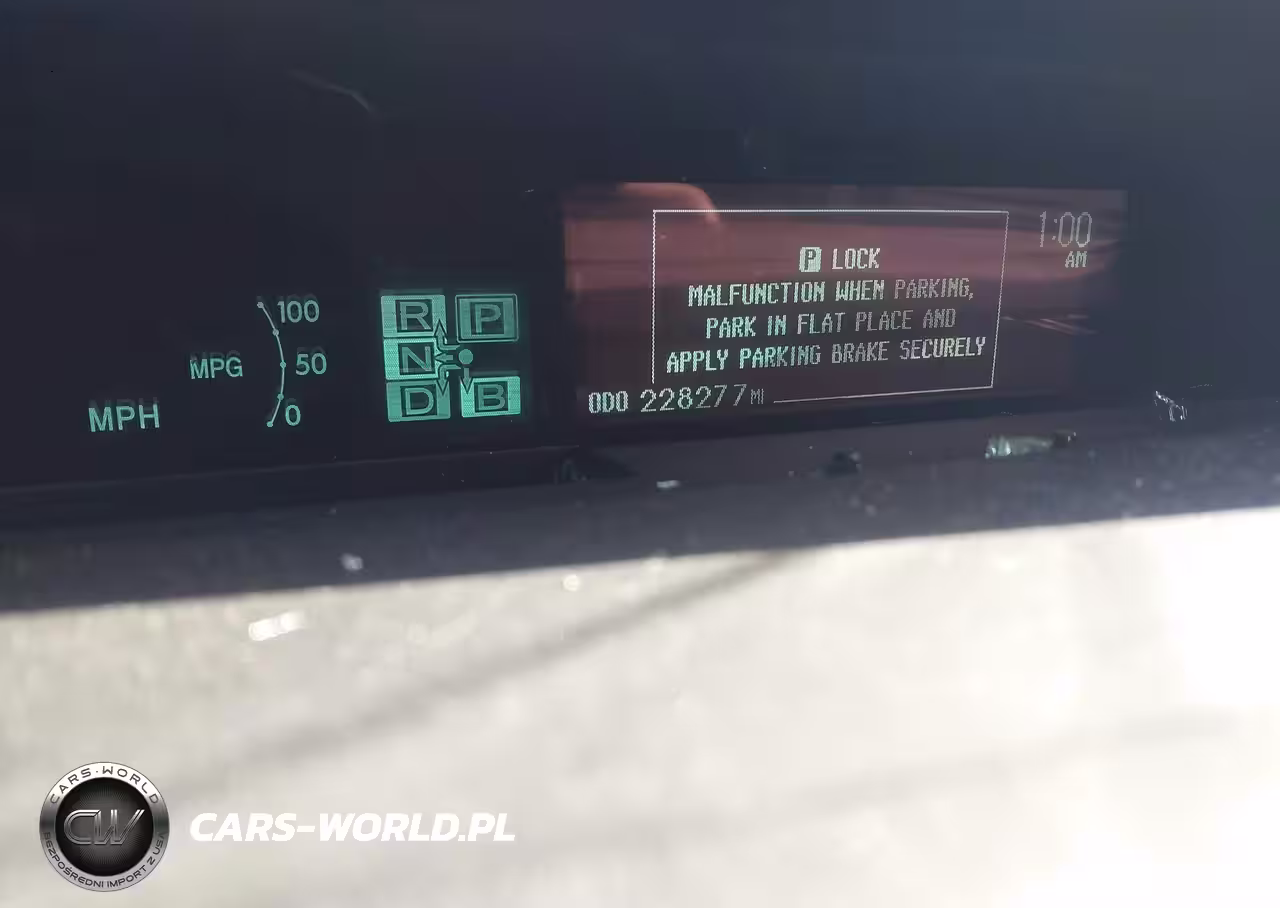 P LOCK
MALFUNCTION WHEN PARKING,
PARK IN FLAT PLACE AND
APPLY PARKING BRAKE SECURELY
1:00
AM
ODO 228277 MI
100
MPG 50
0
MPH
R P
N
D B
CARS-WORLD
CW
BEZPOŚREDNI IMPORT Z USA
CARS-WORLD.PL